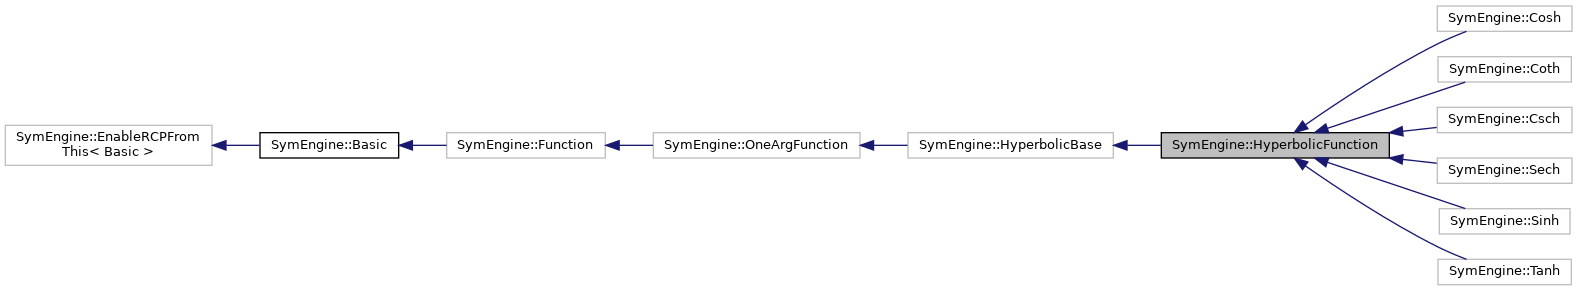 SymEngine::EnableRCPFrom
This< Basic >
SymEngine::Basic
SymEngine::Function
SymEngine::OneArgFunction
SymEngine::HyperbolicBase
SymEngine::HyperbolicFunction
SymEngine::Cosh
SymEngine::Coth
SymEngine::Csch
SymEngine::Sech
SymEngine::Sinh
SymEngine::Tanh